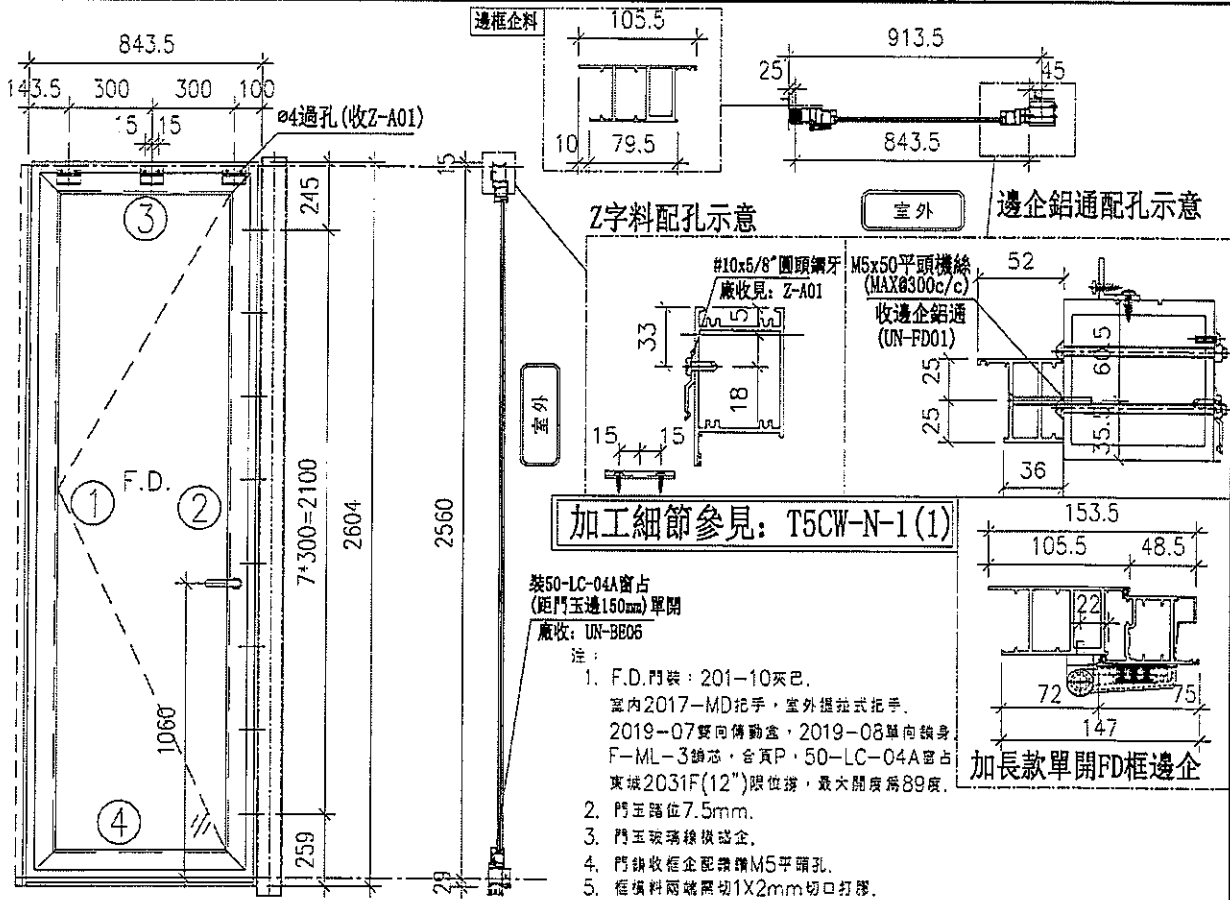 邊框企料
105.5
10
79.5
843.5
143.5
300
300
100
15
15
ø4過孔(收Z-A01)
③
①
F.D.
②
④
1060
245
7*300=2100
259
2604
15
2560
29
室外
913.5
25
45
843.5
室外
Z字料配孔示意
#10x5/8"圓頭鑽牙
廠收見: Z-A01
33
5
18
15
15
邊企鋁通配孔示意
M5x50平頭機絲
(MAX@300c/c)
收邊企鋁通
(UN-FD01)
52
25
25
60.5
35.5
36
加工細節參見: T5CW-N-1(1)
裝50-LC-04A窗占
(距門玉邊150mm)單開
廠收: UN-BE06
153.5
105.5
48.5
22
72
75
147
加長款單開FD框邊企
注:
1. F.D.門裝:201-10灰巴.
室內2017-MD把手,室外提拉式把手.
2019-07雙向傳動盒,2019-08單向鎖身.
F-ML-3鎖芯,合頁P,50-LC-04A窗占
東城2031F(12")限位撐,最大開度為89度.
2. 門玉踏位7.5mm.
3. 門玉玻璃線橫蓋企.
4. 門鎖收框企配鑽鑽M5平頭孔.
5. 框橫料兩端需切1X2mm切口打膠.